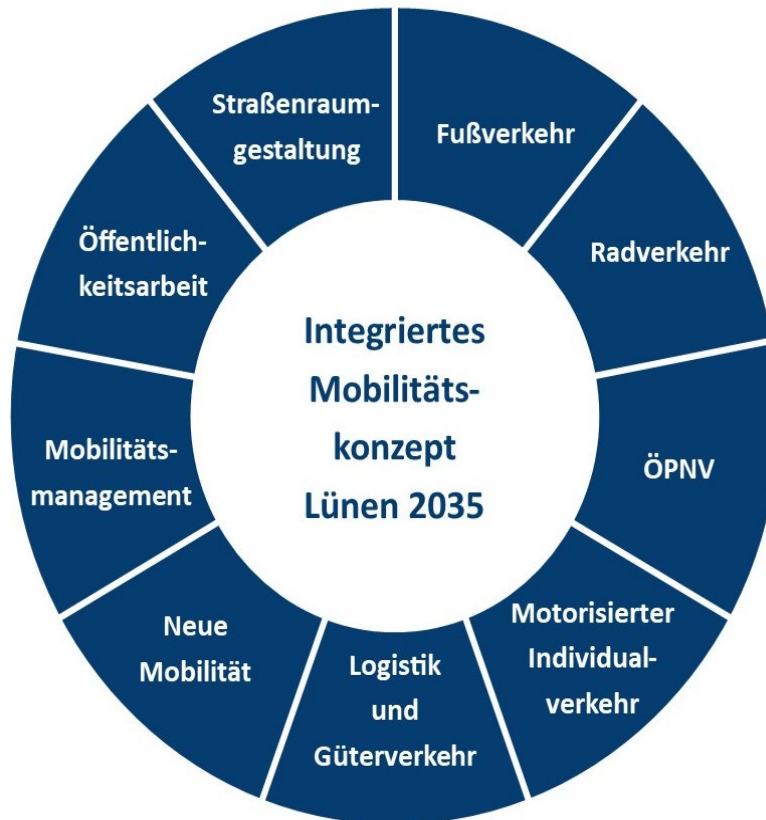 Integriertes
Mobilitäts-
konzept
Lünen 2035
Fußverkehr
Radverkehr
ÖPNV
Motorisierter
Individual-
verkehr
Logistik
und
Güterverkehr
Neue
Mobilität
Mobilitäts-
management
Öffentlich-
keitsarbeit
Straßenraum-
gestaltung